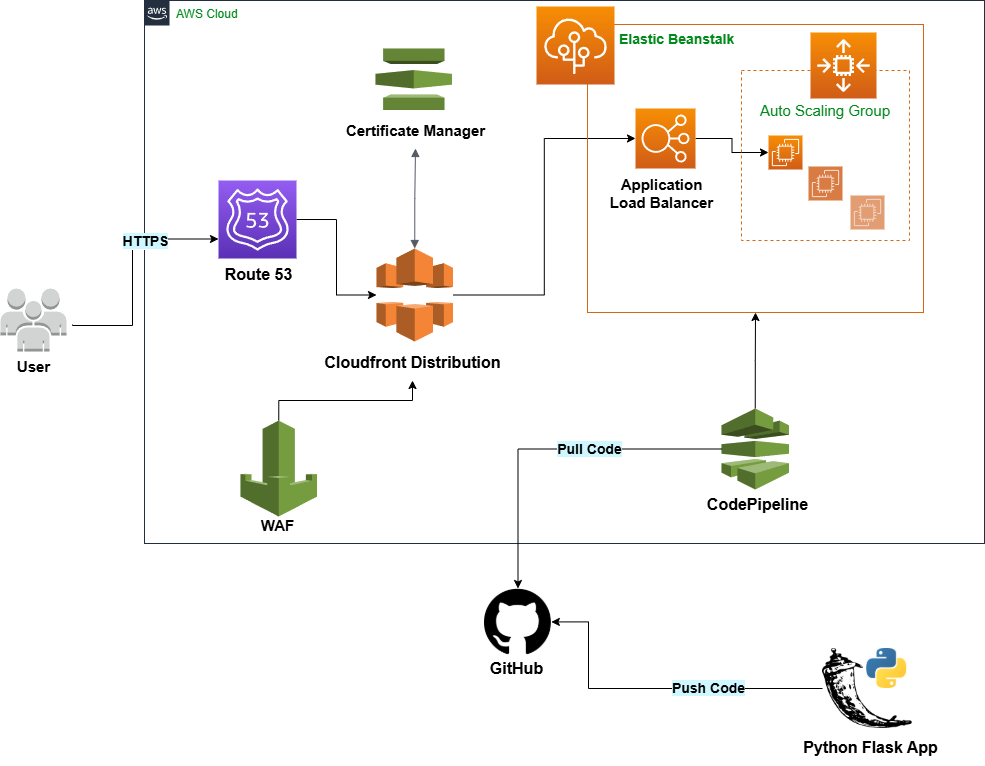 aws
AWS Cloud
Elastic Beanstalk
Auto Scaling Group
Certificate Manager
Application
Load Balancer
53
HTTPS
Route 53
User
Cloudfront Distribution
Pull Code
CodePipeline
WAF
GitHub
Push Code
Python Flask App